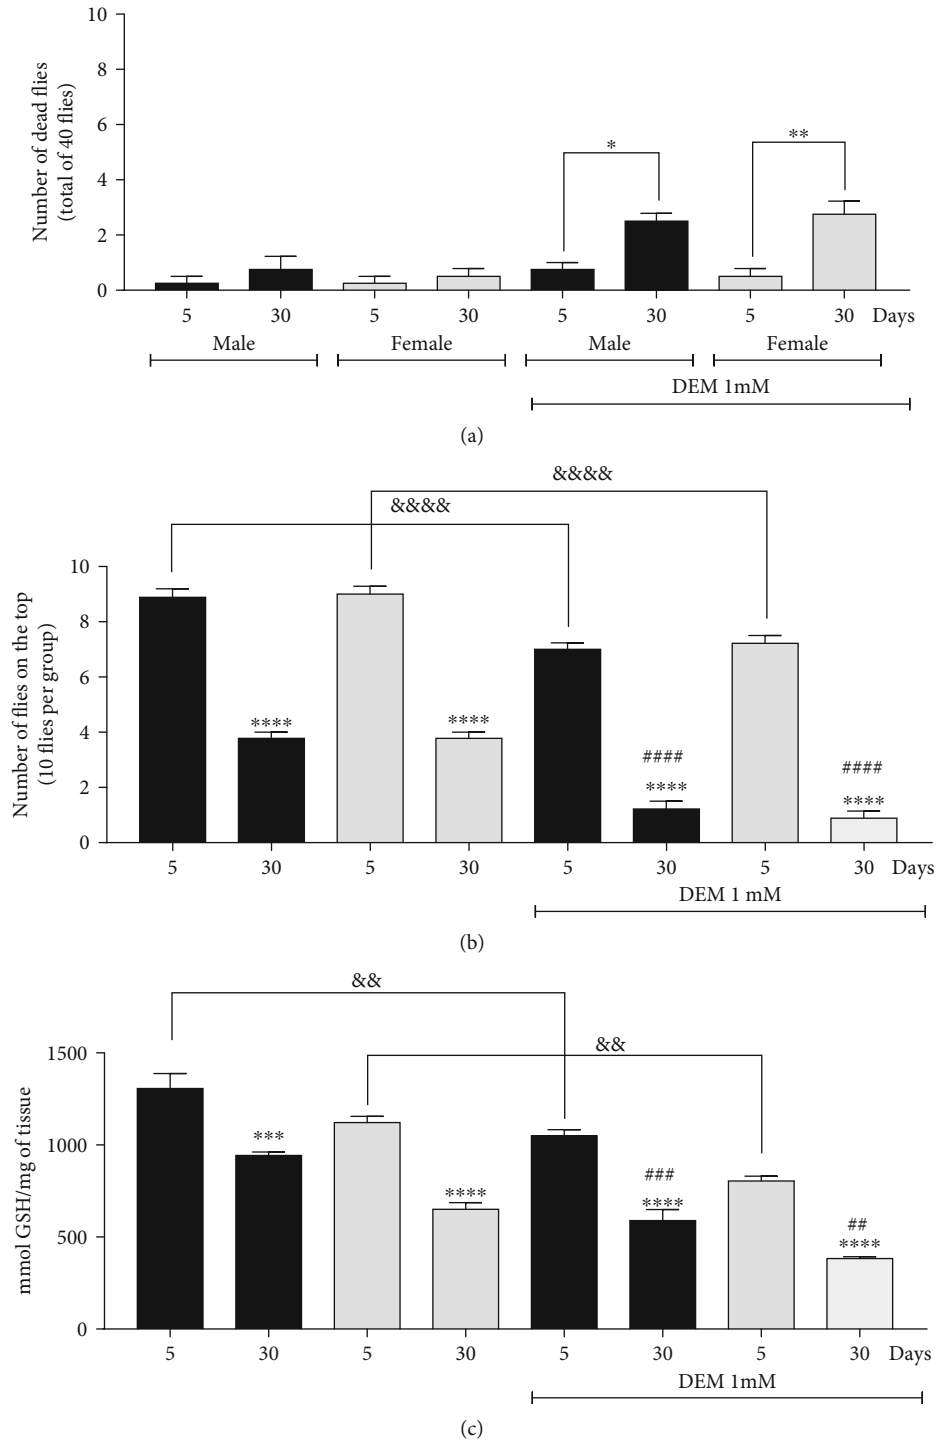 Number of dead flies
(total of 40 flies)
10
8
6
4
2
0
*
**
5 30 5 30 5 30 5 30 Days
Male Female Male Female
DEM 1mM
(a)
&&&&
&&&&
Number of flies on the top
(10 flies per group)
10
8
6
4
2
0
**** **** #### ####
**** ****
5 30 5 30 5 30 5 30 Days
DEM 1 mM
(b)
&&
&&
mmol GSH/mg of tissue
1500
1000
500
0
*** **** ### ##
**** ****
5 30 5 30 5 30 5 30 Days
DEM 1mM
(c)